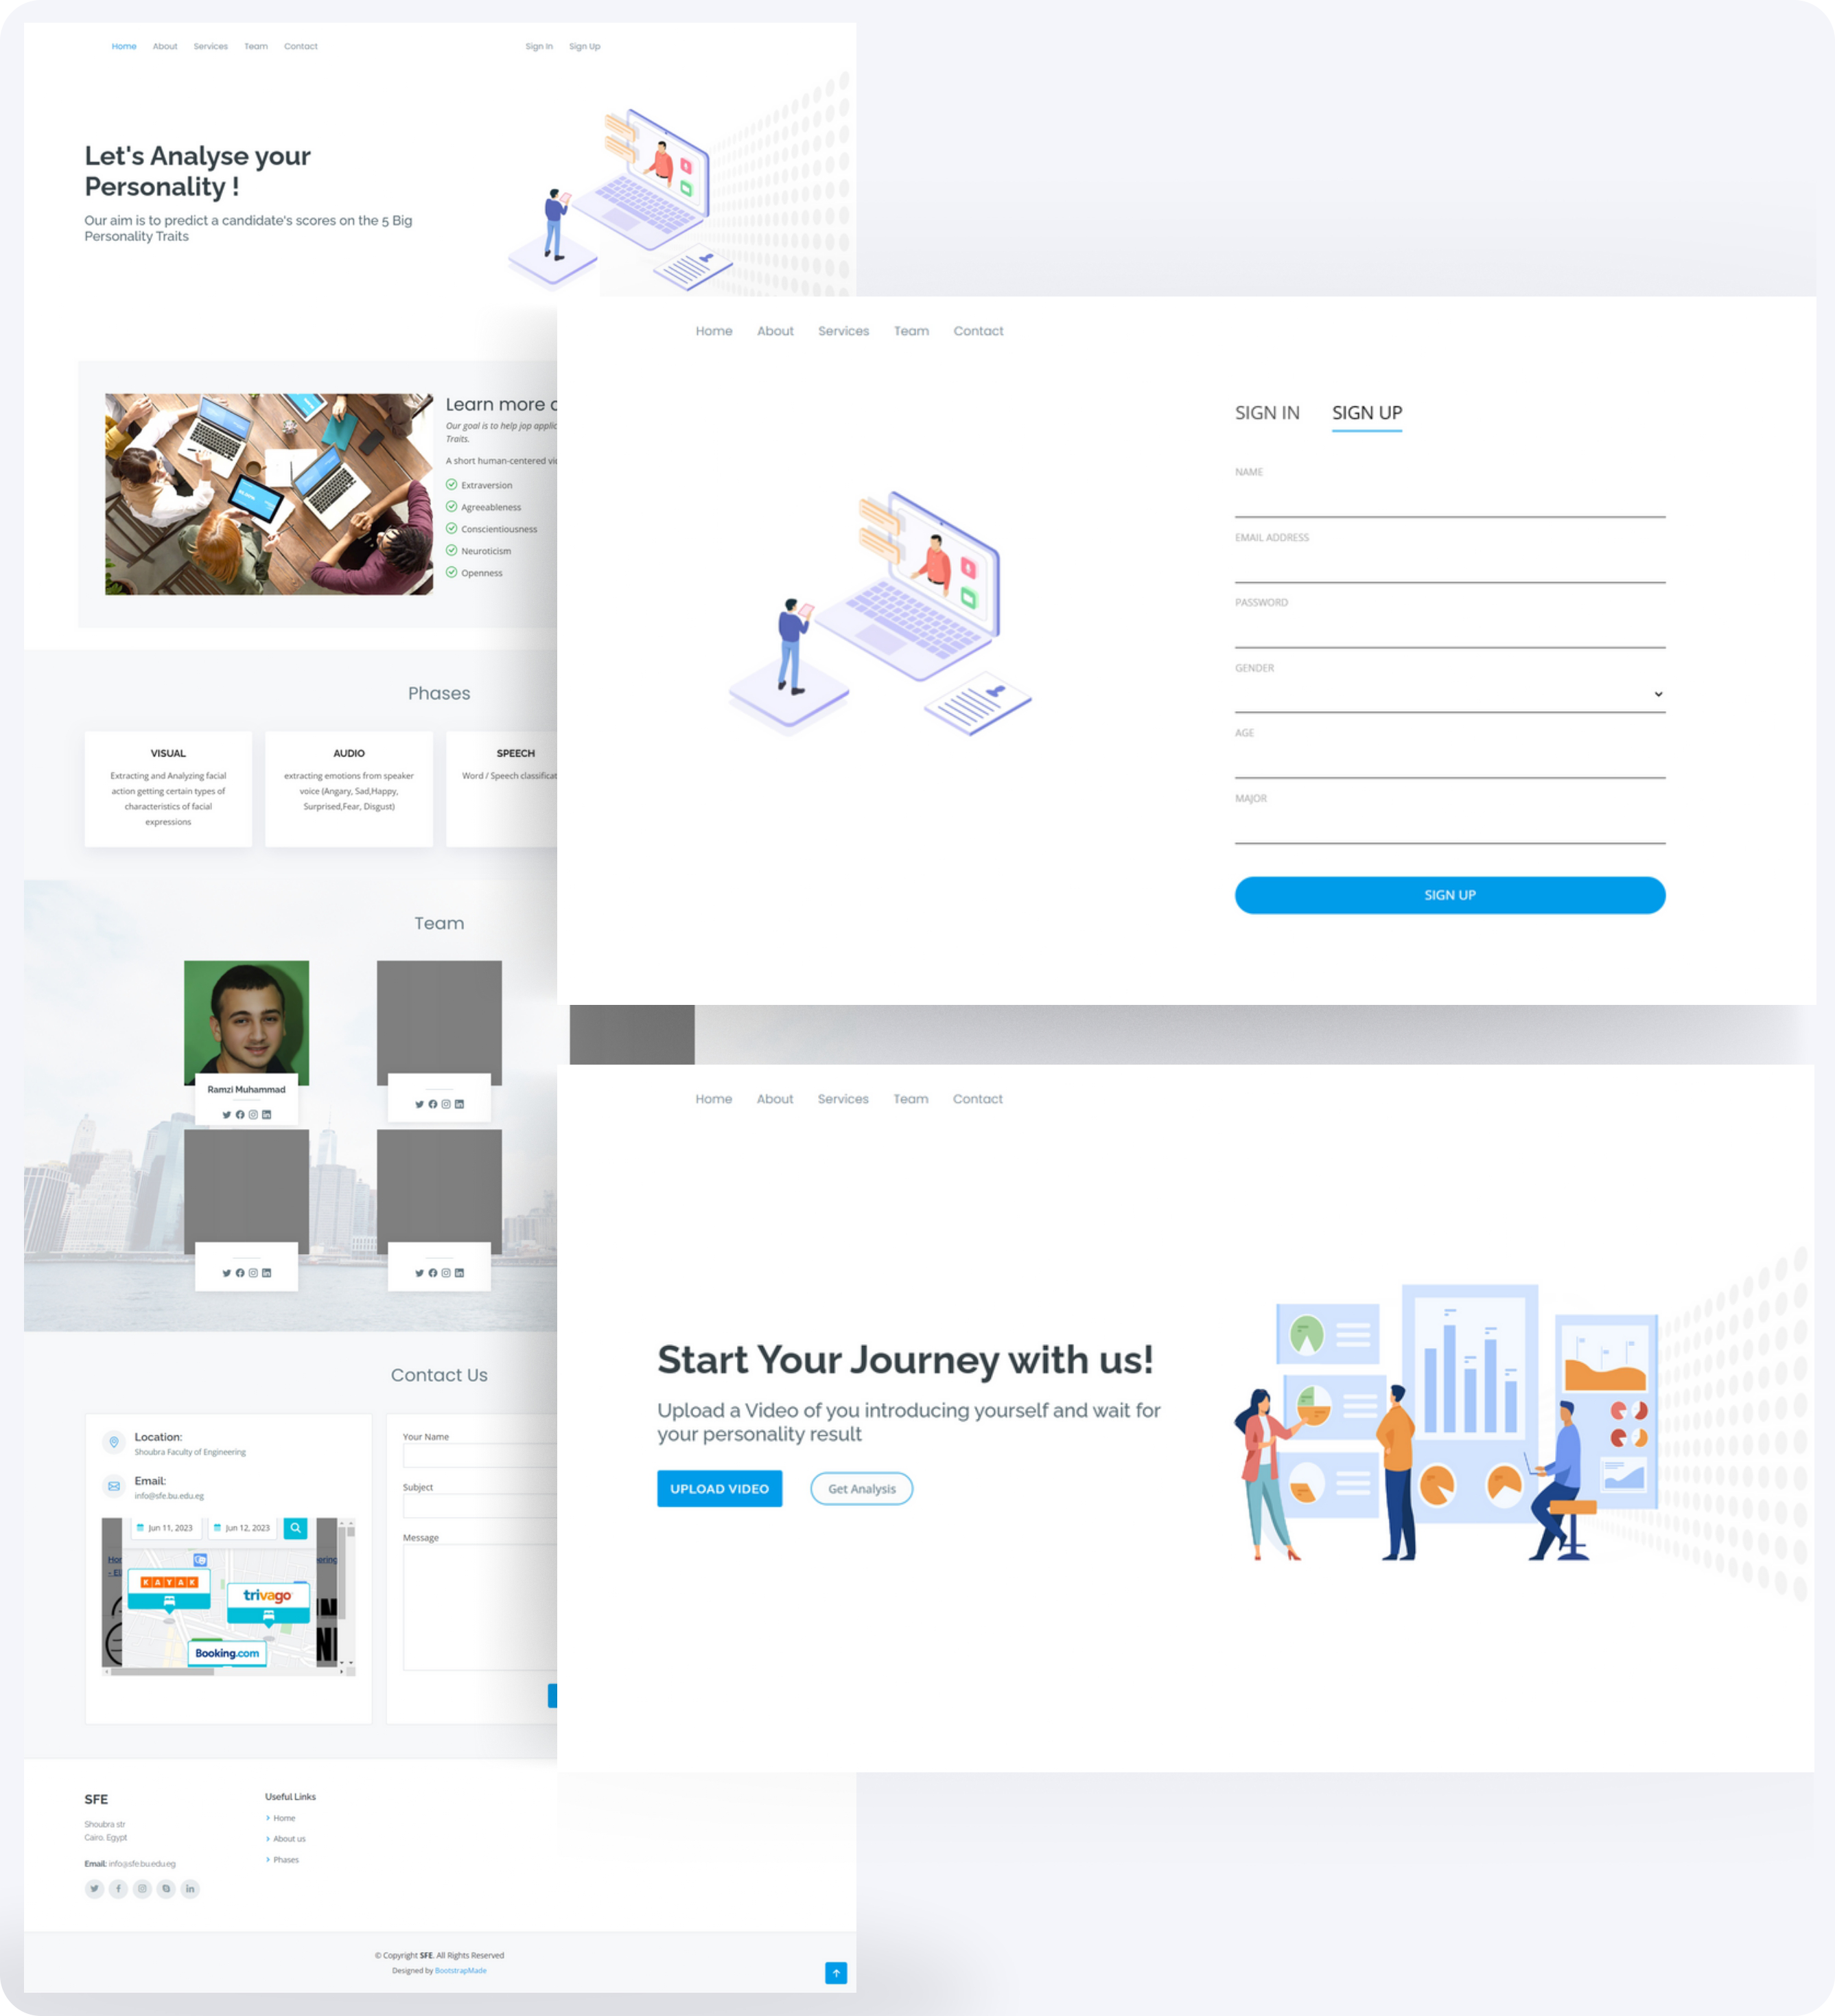 Home About Services Team Contact Sign In Sign Up
Let's Analyse your
Personality !
Our aim is to predict a candidate's scores on the 5 Big
Personality Traits
Learn more
Our goal is to help jop applic
Traits.
A short human-centered vi
Extraversion
Agreeableness
Conscientiousness
Neuroticism
Openness
Phases
VISUAL
Extracting and Analyzing facial
action getting certain types of
characteristics of facial
expressions
AUDIO
extracting emotions from speaker
voice (Angary, Sad,Happy,
Surprised,Fear, Disgust)
SPEECH
Word / Speech classificat
Team
Ramzi Muhammad
Contact Us
Location:
Shoubra Faculty of Engineering
Email:
info@sfe.bu.edu.eg
Jun 11, 2023 Jun 12, 2023
KAYAK
trivago
Booking.com
Your Name
Subject
Message
SFE
Shoubra str
Cairo, Egypt
Email: info@sfe.bu.edu.eg
Useful Links
Home
About us
Phases
© Copyright SFE. All Rights Reserved
Designed by BootstrapMade
Home About Services Team Contact
SIGN IN SIGN UP
NAME
EMAIL ADDRESS
PASSWORD
GENDER
AGE
MAJOR
SIGN UP
Home About Services Team Contact
Start Your Journey with us!
Upload a Video of you introducing yourself and wait for
your personality result
UPLOAD VIDEO Get Analysis